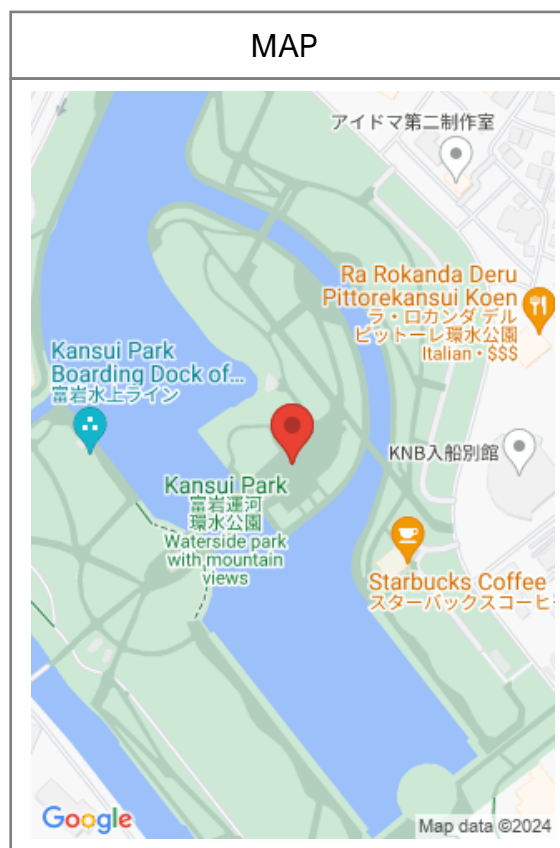 MAP
アイドマ第二制作室
Ra Rokanda Deru
Pittorekansui Koen
ラ・ロカンダ デル
ピットーレ環水公園
Italian • $$$
Kansui Park
Boarding Dock of...
富岩水上ライン
KNB入船別館
Kansui Park
富岩運河
環水公園
Waterside park
with mountain
views
Starbucks Coffee
スターバックスコーヒ
Google
Map data ©2024